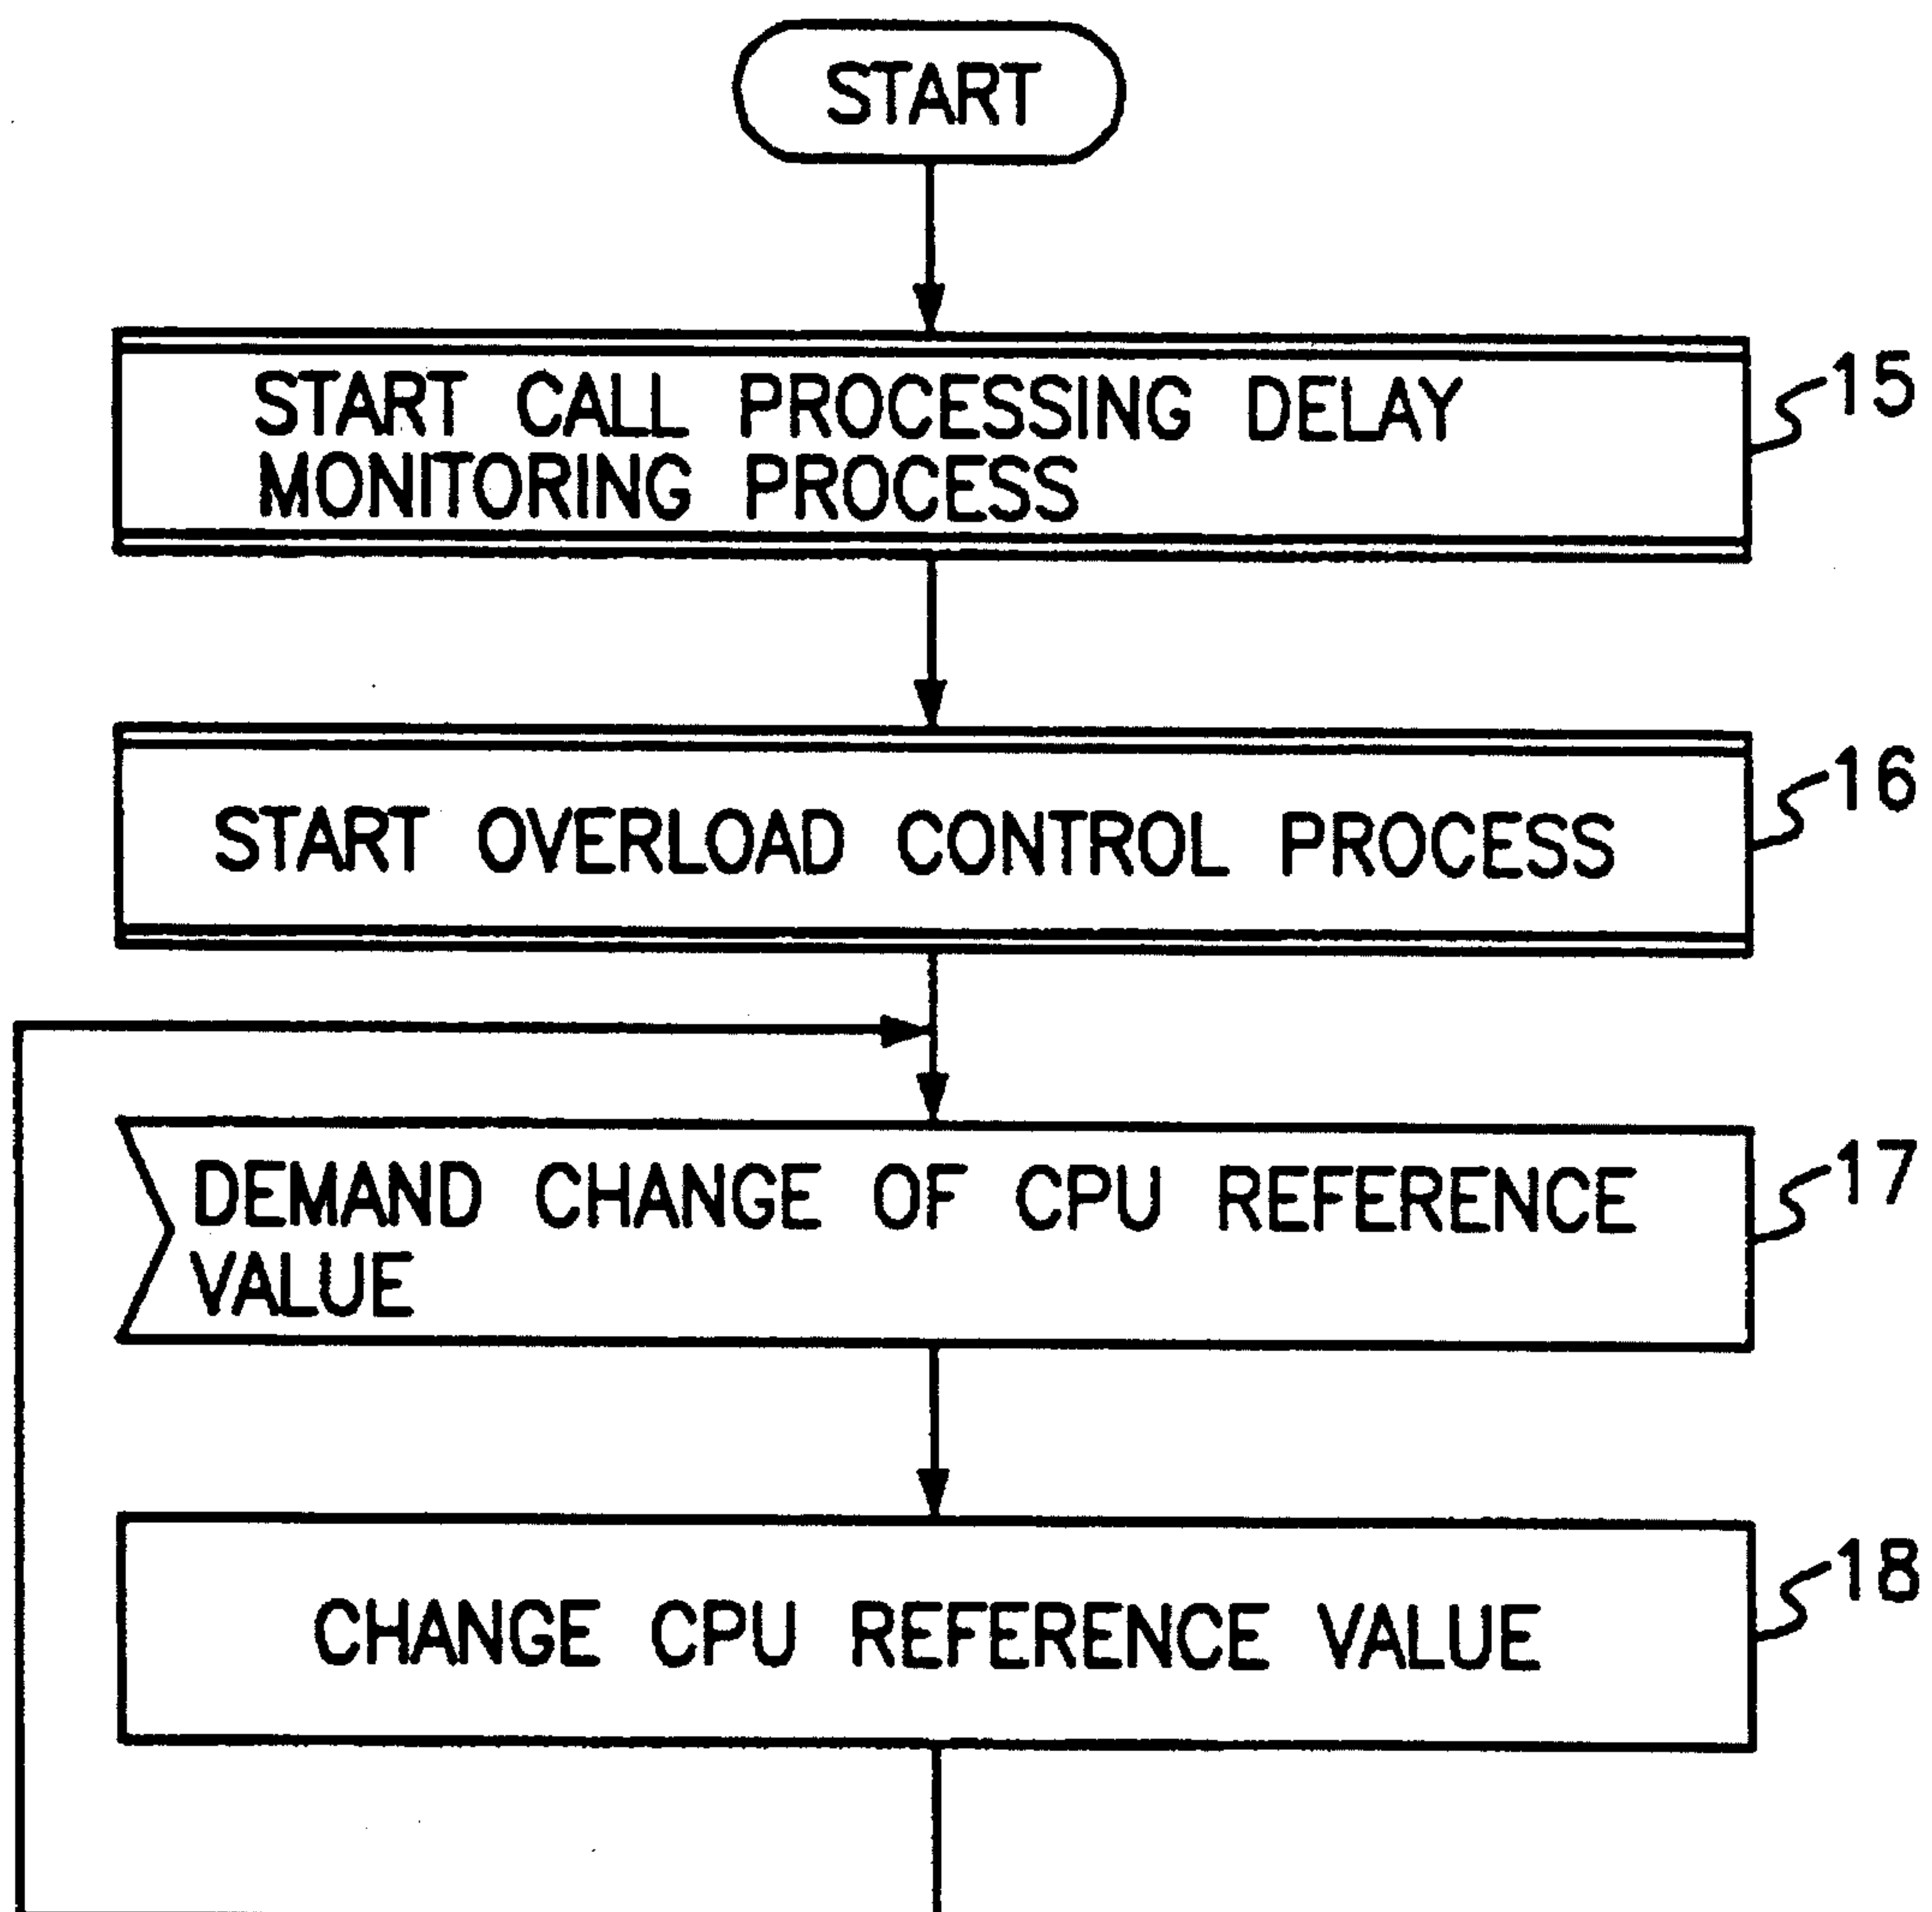 START
START CALL PROCESSING DELAY
MONITORING PROCESS
15
START OVERLOAD CONTROL PROCESS
16
DEMAND CHANGE OF CPU REFERENCE
VALUE
17
CHANGE CPU REFERENCE VALUE
18